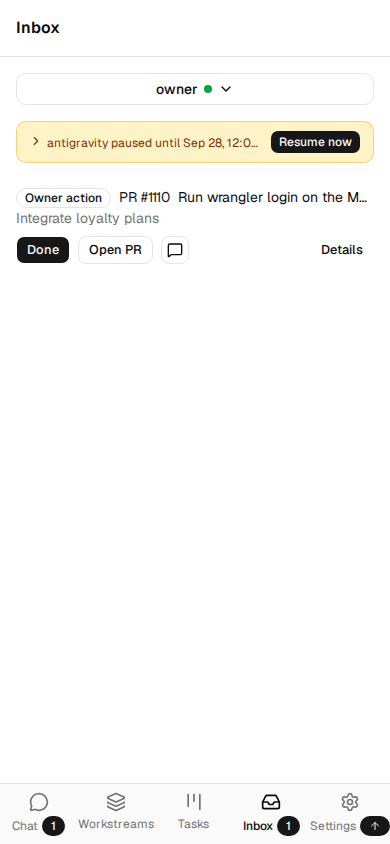 Inbox
owner
antigravity paused until Sep 28, 12:0... Resume now
Owner action PR #1110 Run wrangler login on the M...
Integrate loyalty plans
Done Open PR Details
Chat 1 Workstreams Tasks Inbox 1 Settings